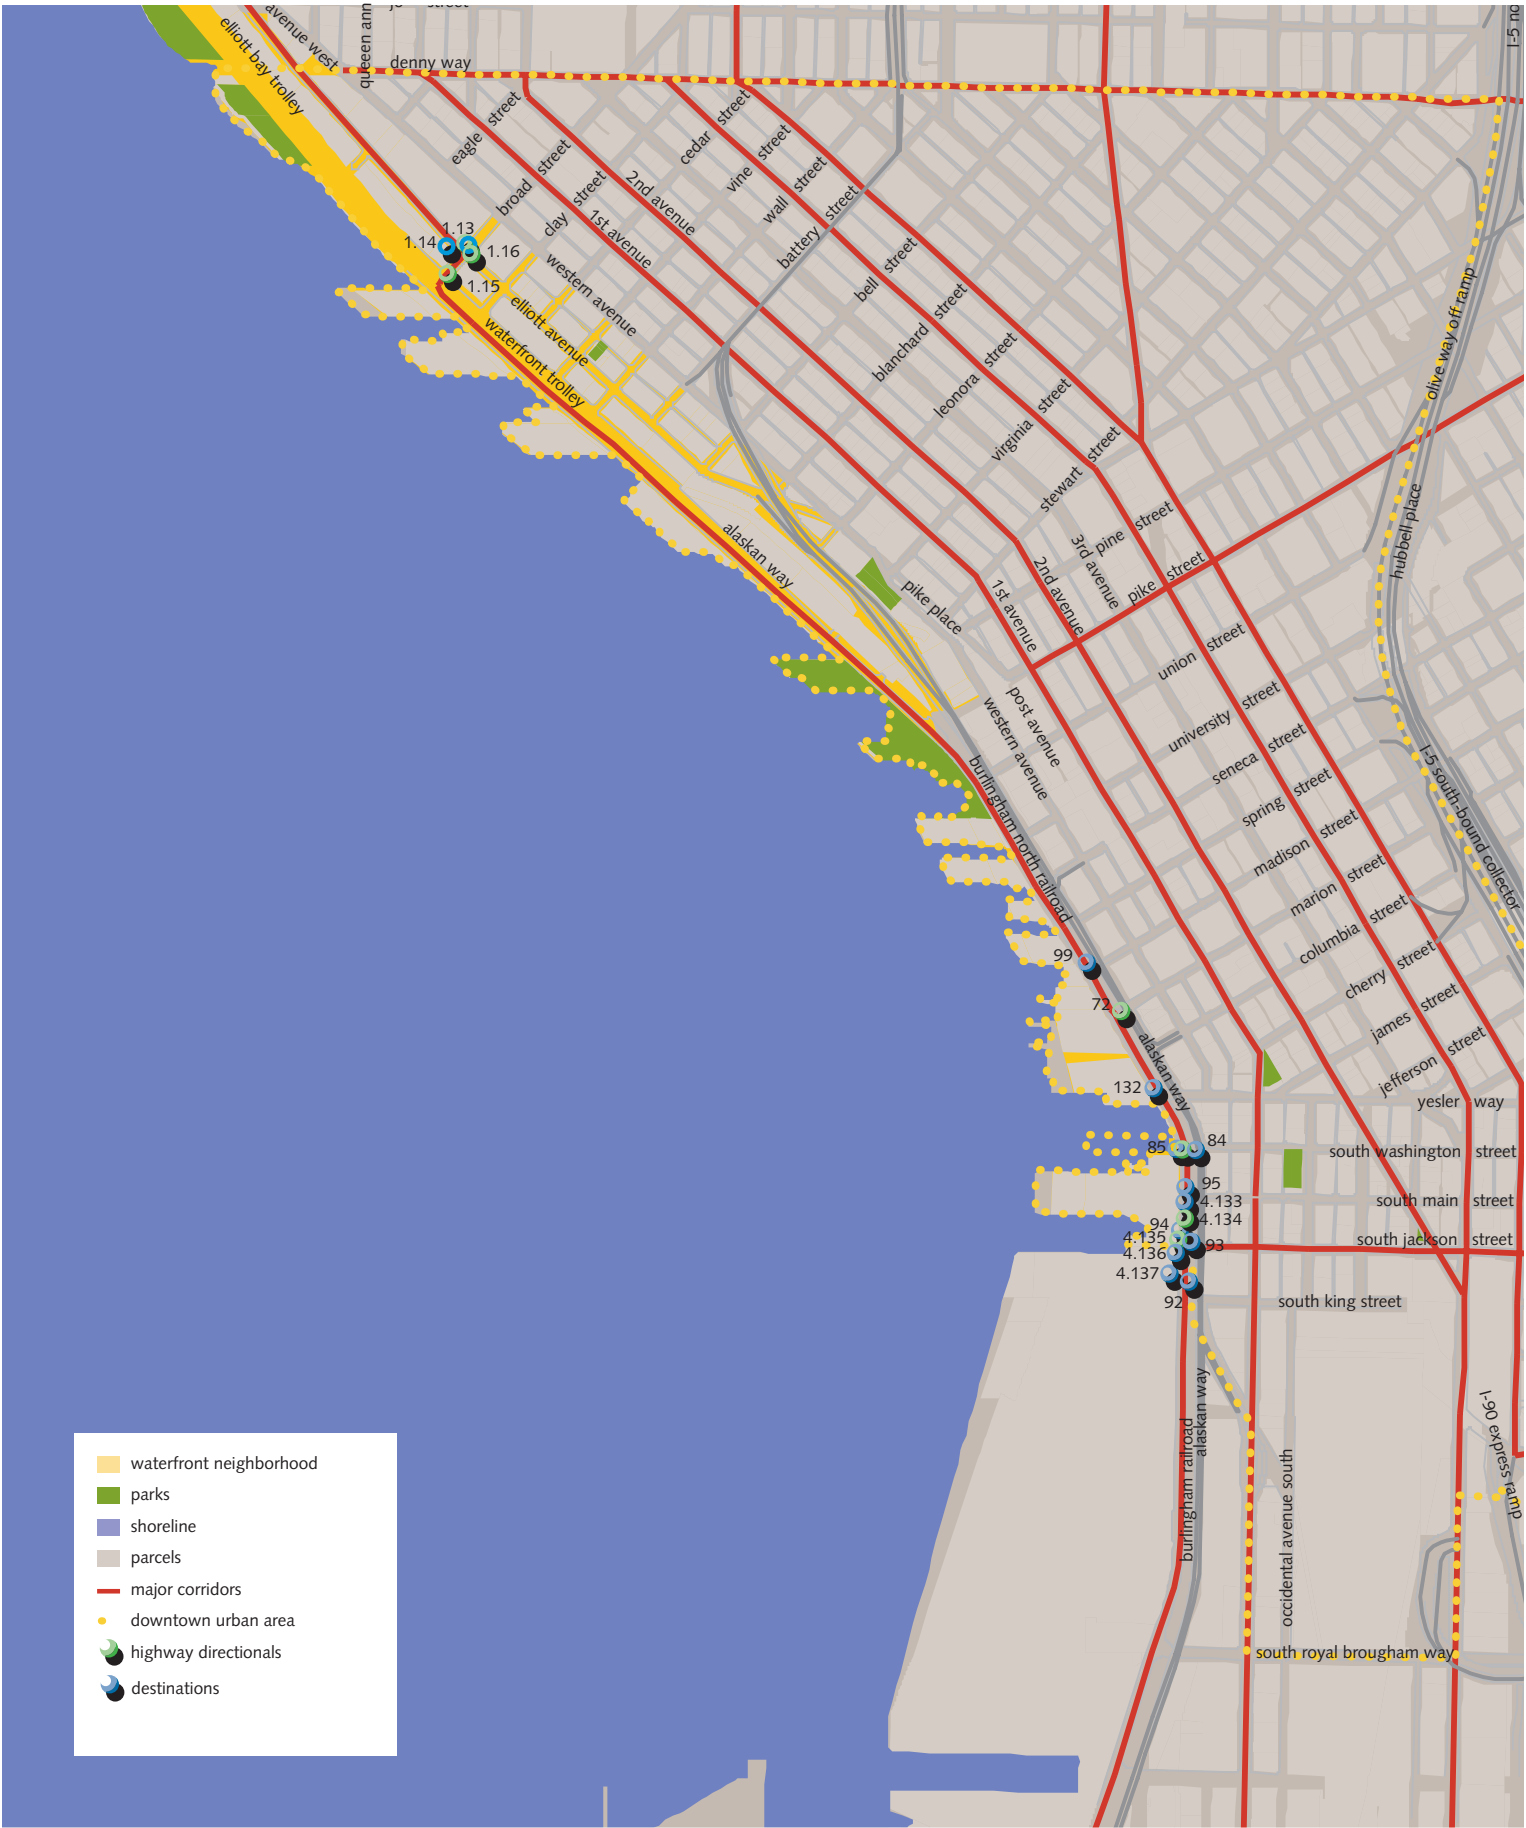 street
I-5 no
avenue west
queeen ann
elliott bay trolley
denny way
eagle street
cedar street
broad street
vine street
clay street
2nd avenue
wall street
1st avenue
battery street
1.13
1.14
1.16
1.15
western avenue
bell street
elliott avenue
waterfront trolley
blanchard street
leonora street
olive way off ramp
virginia street
stewart street
hubbell place
alaskan way
pine street
3rd avenue
2nd avenue
pike street
1st avenue
pike place
union street
post avenue
western avenue
university street
seneca street
I-5 south-bound collector
burlingham north railroad
spring street
madison street
marion street
columbia street
99
cherry street
72
james street
alaskan way
jefferson street
132
yesler way
85
84
south washington street
95
4.133
south main street
94
4.134
4.135
93
south jackson street
4.136
4.137
92
south king street
burlingham railroad
alaskan way
I-90 express ramp
occidental avenue south
south royal brougham way
waterfront neighborhood
parks
shoreline
parcels
major corridors
downtown urban area
highway directionals
destinations